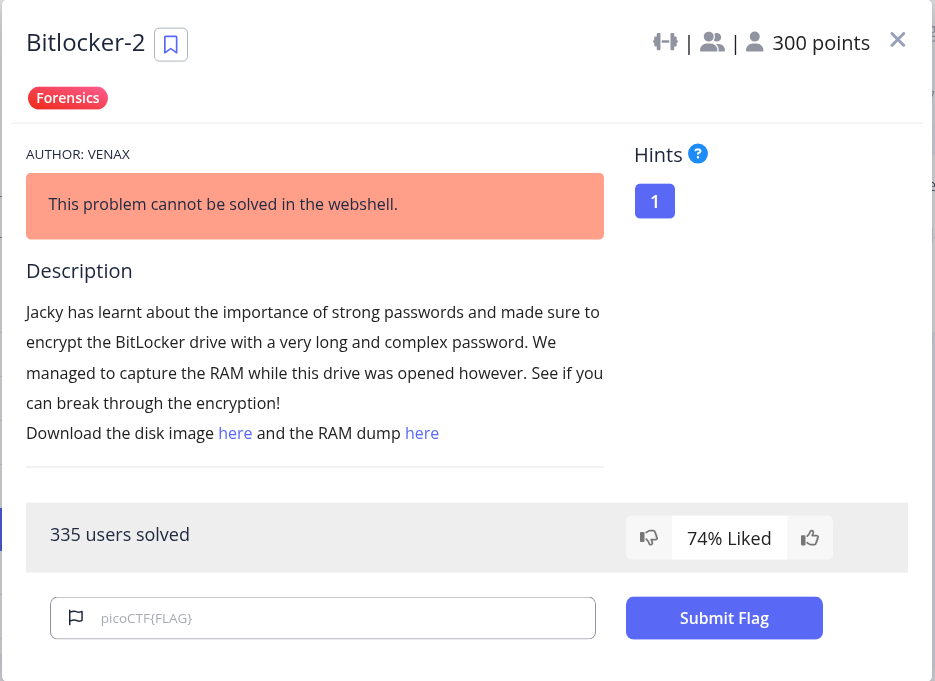 Bitlocker-2
| | 300 points
Forensics
AUTHOR: VENAX
This problem cannot be solved in the webshell.
Description
Jacky has learnt about the importance of strong passwords and made sure to
encrypt the BitLocker drive with a very long and complex password. We
managed to capture the RAM while this drive was opened however. See if you
can break through the encryption!
Download the disk image here and the RAM dump here
Hints ?
1
335 users solved
74% Liked
picoCTF{FLAG}
Submit Flag